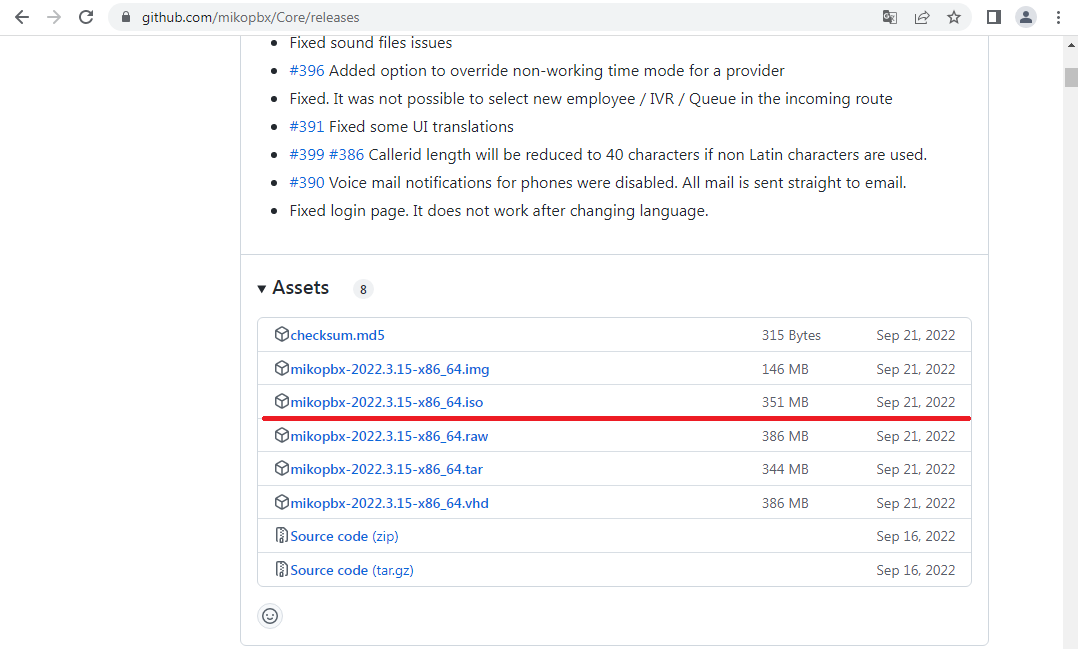 github.com/mikopbx/Core/releases
Fixed sound files issues
#396 Added option to override non-working time mode for a provider
Fixed. It was not possible to select new employee / IVR / Queue in the incoming route
#391 Fixed some UI translations
#399 #386 Callerid length will be reduced to 40 characters if non Latin characters are used.
#390 Voice mail notifications for phones were disabled. All mail is sent straight to email.
Fixed login page. It does not work after changing language.
Assets 8
checksum.md5 315 Bytes Sep 21, 2022
mikopbx-2022.3.15-x86_64.img 146 MB Sep 21, 2022
mikopbx-2022.3.15-x86_64.iso 351 MB Sep 21, 2022
mikopbx-2022.3.15-x86_64.raw 386 MB Sep 21, 2022
mikopbx-2022.3.15-x86_64.tar 344 MB Sep 21, 2022
mikopbx-2022.3.15-x86_64.vhd 386 MB Sep 21, 2022
Source code (zip) Sep 16, 2022
Source code (tar.gz) Sep 16, 2022